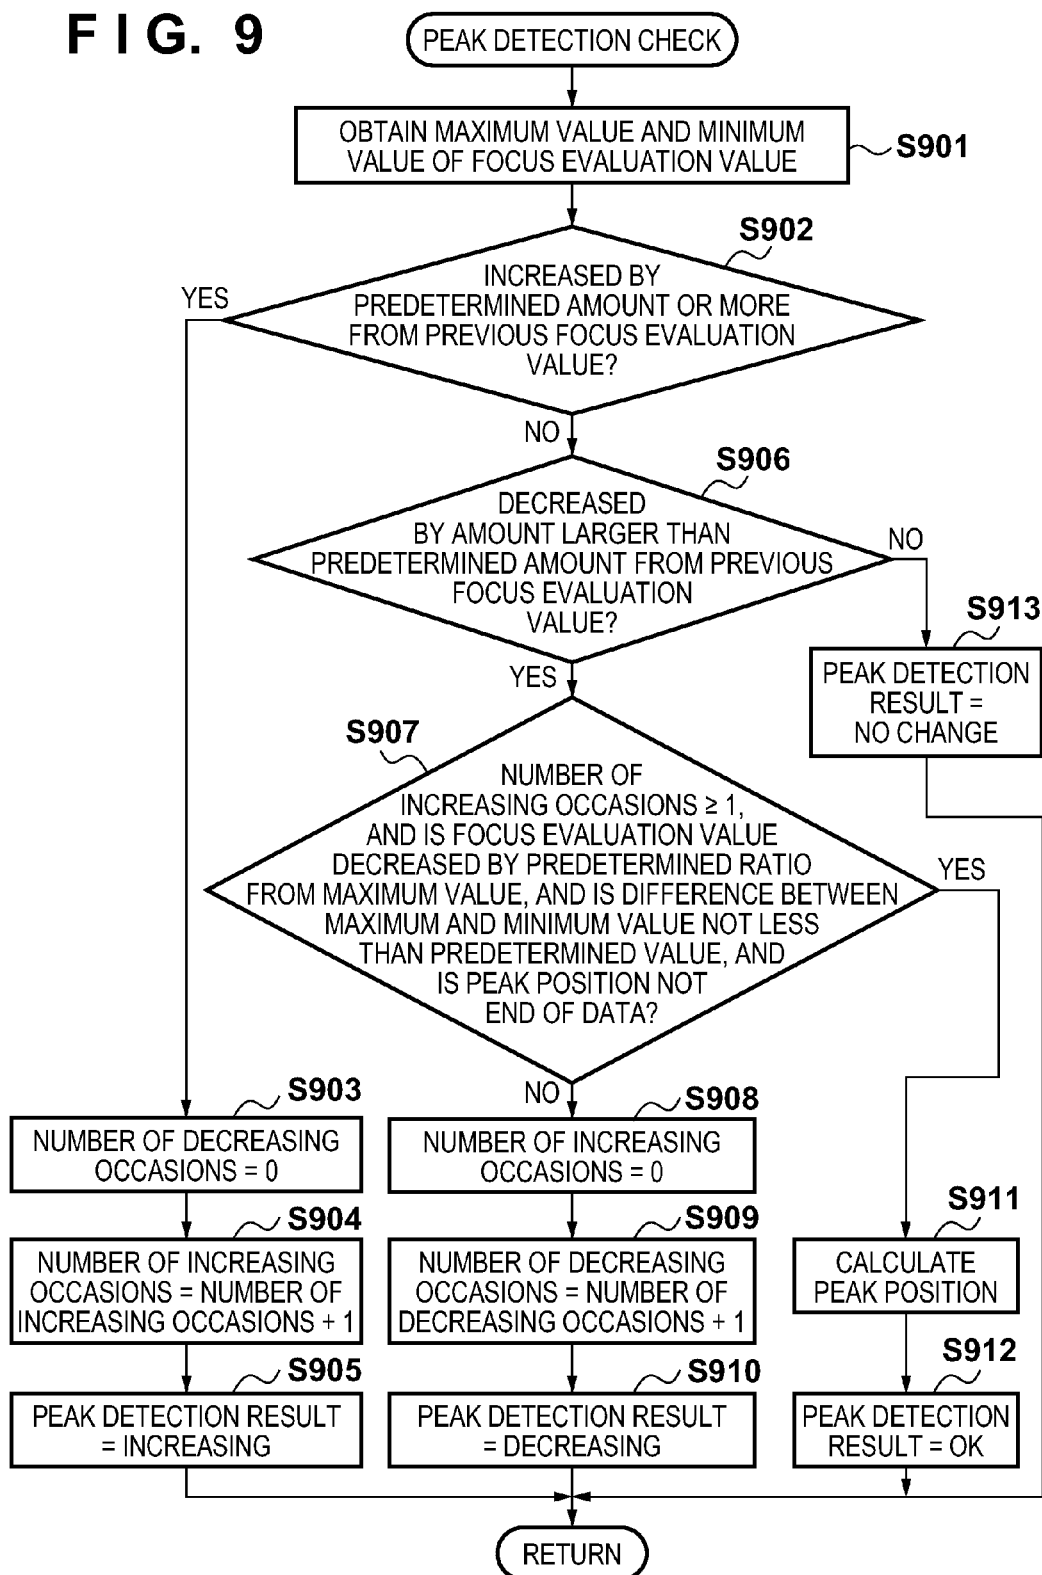 FIG. 9
PEAK DETECTION CHECK
OBTAIN MAXIMUM VALUE AND MINIMUM
VALUE OF FOCUS EVALUATION VALUE
S901
S902
INCREASED BY
PREDETERMINED AMOUNT OR MORE
FROM PREVIOUS FOCUS EVALUATION
VALUE?
YES
NO
S906
DECREASED
BY AMOUNT LARGER THAN
PREDETERMINED AMOUNT FROM PREVIOUS
FOCUS EVALUATION
VALUE?
NO
YES
S913
PEAK DETECTION
RESULT =
NO CHANGE
S907
NUMBER OF
INCREASING OCCASIONS ≥ 1,
AND IS FOCUS EVALUATION VALUE
DECREASED BY PREDETERMINED RATIO
FROM MAXIMUM VALUE, AND IS DIFFERENCE BETWEEN
MAXIMUM AND MINIMUM VALUE NOT LESS
THAN PREDETERMINED VALUE, AND
IS PEAK POSITION NOT
END OF DATA?
YES
NO
S903
NUMBER OF DECREASING
OCCASIONS = 0
S904
NUMBER OF INCREASING
OCCASIONS = NUMBER OF
INCREASING OCCASIONS + 1
S905
PEAK DETECTION RESULT
= INCREASING
S908
NUMBER OF INCREASING
OCCASIONS = 0
S909
NUMBER OF DECREASING
OCCASIONS = NUMBER OF
DECREASING OCCASIONS + 1
S910
PEAK DETECTION RESULT
= DECREASING
S911
CALCULATE
PEAK POSITION
S912
PEAK DETECTION
RESULT = OK
RETURN